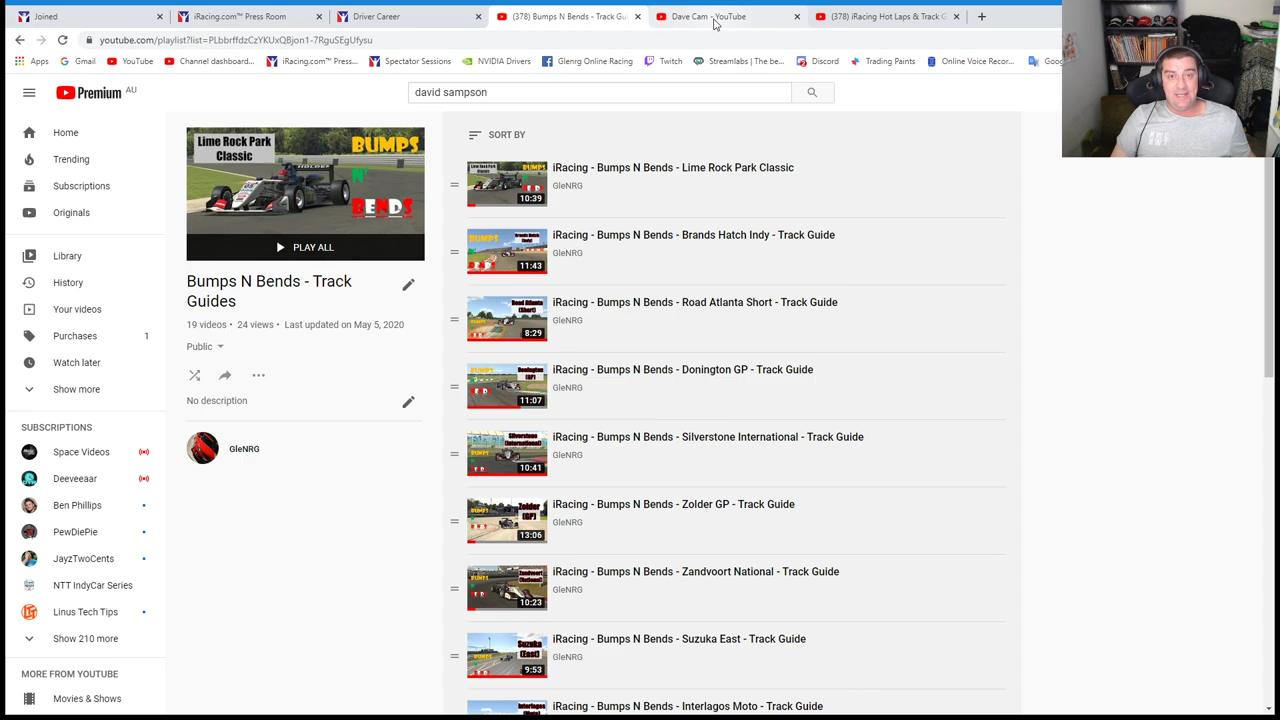 Joined
iRacing.com™ Press Room
Driver Career
(378) Bumps N Bends - Track Gui
Dave Cam - YouTube
(378) iRacing Hot Laps & Track G
youtube.com/playlist?list=PLbbrffdzCzYKUxQBjon1-7RguSEgUfysu
Apps
Gmail
YouTube
Channel dashboard...
iRacing.com™ Press...
Spectator Sessions
NVIDIA Drivers
Glenrg Online Racing
Twitch
Streamlabs | The be...
Discord
Trading Paints
Online Voice Recor...
Goog
Premium AU
david sampson
Home
Trending
Subscriptions
Originals
Library
History
Your videos
Purchases 1
Watch later
Show more
SUBSCRIPTIONS
Space Videos
Deeveeaar
Ben Phillips
PewDiePie
JayzTwoCents
NTT IndyCar Series
Linus Tech Tips
Show 210 more
MORE FROM YOUTUBE
Movies & Shows
Lime Rock Park
Classic
BUMPS
N'
BENDS
PLAY ALL
Bumps N Bends - Track
Guides
19 videos • 24 views • Last updated on May 5, 2020
Public
No description
GleNRG
SORT BY
10:39
iRacing - Bumps N Bends - Lime Rock Park Classic
GleNRG
11:43
iRacing - Bumps N Bends - Brands Hatch Indy - Track Guide
GleNRG
8:29
iRacing - Bumps N Bends - Road Atlanta Short - Track Guide
GleNRG
11:07
iRacing - Bumps N Bends - Donington GP - Track Guide
GleNRG
10:41
iRacing - Bumps N Bends - Silverstone International - Track Guide
GleNRG
13:06
iRacing - Bumps N Bends - Zolder GP - Track Guide
GleNRG
10:23
iRacing - Bumps N Bends - Zandvoort National - Track Guide
GleNRG
9:53
iRacing - Bumps N Bends - Suzuka East - Track Guide
GleNRG
iRacing - Bumps N Bends - Interlagos Moto - Track Guide